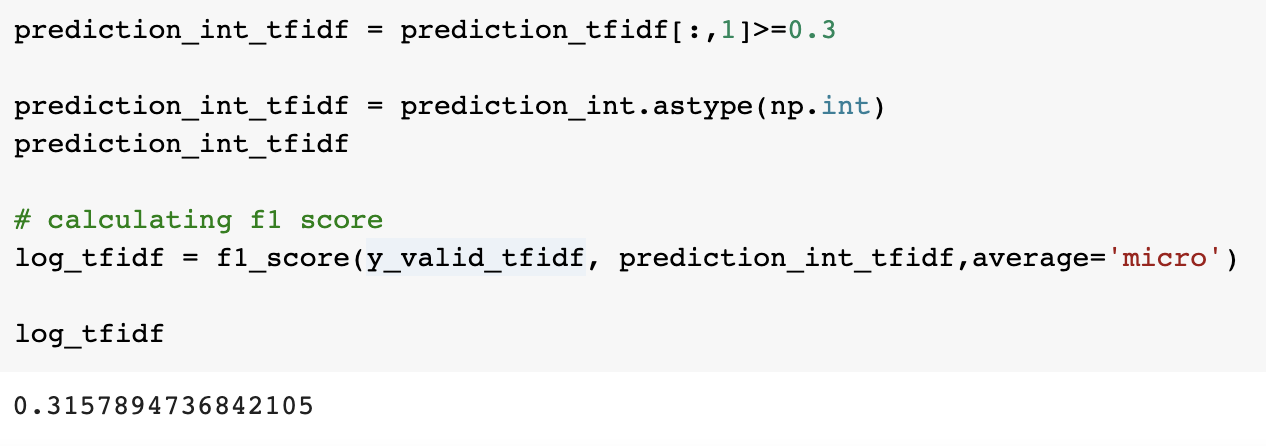 prediction_int_tfidf = prediction_tfidf[:,1]>=0.3
prediction_int_tfidf = prediction_int.astype(np.int)
prediction_int_tfidf
# calculating f1 score
log_tfidf = f1_score(y_valid_tfidf, prediction_int_tfidf,average='micro')
log_tfidf
0.3157894736842105